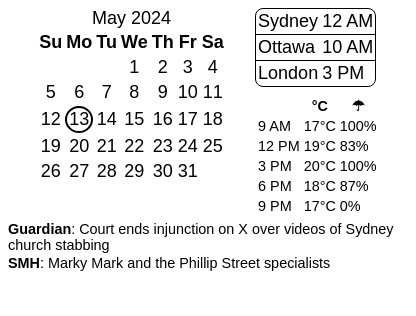 May 2024
Su Mo Tu We Th Fr Sa
1 2 3 4
5 6 7 8 9 10 11
12 13 14 15 16 17 18
19 20 21 22 23 24 25
26 27 28 29 30 31
Sydney 12 AM
Ottawa 10 AM
London 3 PM
°C ☂
9 AM 17°C 100%
12 PM 19°C 83%
3 PM 20°C 100%
6 PM 18°C 87%
9 PM 17°C 0%
Guardian: Court ends injunction on X over videos of Sydney
church stabbing
SMH: Marky Mark and the Phillip Street specialists